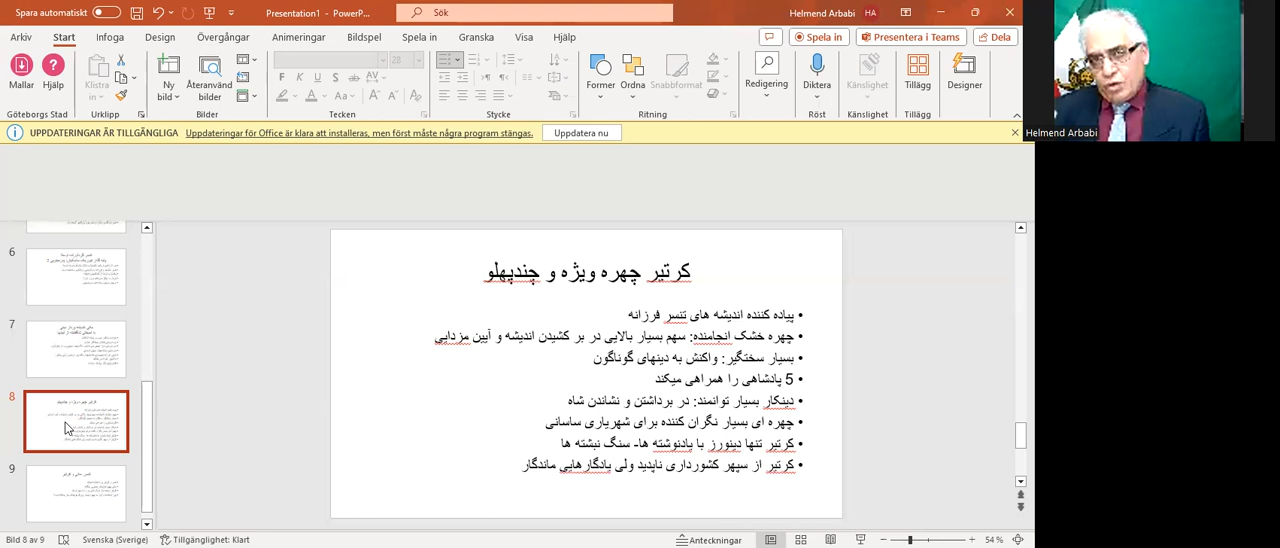 Spara automatiskt
Presentation1 - PowerP...
Sök
Helmend Arbabi
HA
Arkiv Start Infoga Design Övergångar Animeringar Bildspel Spela in Granska Visa Hjälp
Spela in
Presentera i Teams
Dela
Mallar
Hjälp
Klistra in
Ny bild
Återanvänd bilder
28
F K U S ab AV
Aa A A
Former
Ordna
Snabbformat
Redigering
Diktera
Känslighet
Tillägg
Designer
Göteborgs Stad
Urklipp
Bilder
Tecken
Stycke
Ritning
Röst
Känslighet
Tillägg
UPPDATERINGAR ÄR TILLGÄNGLIGA Uppdateringar för Office är klara att installeras, men först måste några program stängas. Uppdatera nu
Helmend Arbabi
6
7
8
9
کرتیر چهره ویژه و چندپهلو
• پیاده کننده اندیشه های تنسر فرزانه
• چهره خشک انجامنده: سهم بسیار بالایی در بر کشیدن اندیشه و آیین مزدایی
• بسیار سختگیر: واکنش به دینهای گوناگون
• 5 پادشاهی را همراهی میکند
• دینکار بسیار توانمند: در برداشتن و نشاندن شاه
• چهره ای بسیار نگران کننده برای شهریاری ساسانی
• کرتیر تنها دینورز با یادنوشته ها- سنگ نبشته ها
• کرتیر از سپهر کشورداری ناپدید ولی یادگارهایی ماندگار
Bild 8 av 9
Svenska (Sverige)
Tillgänglighet: Klart
Anteckningar
54 %